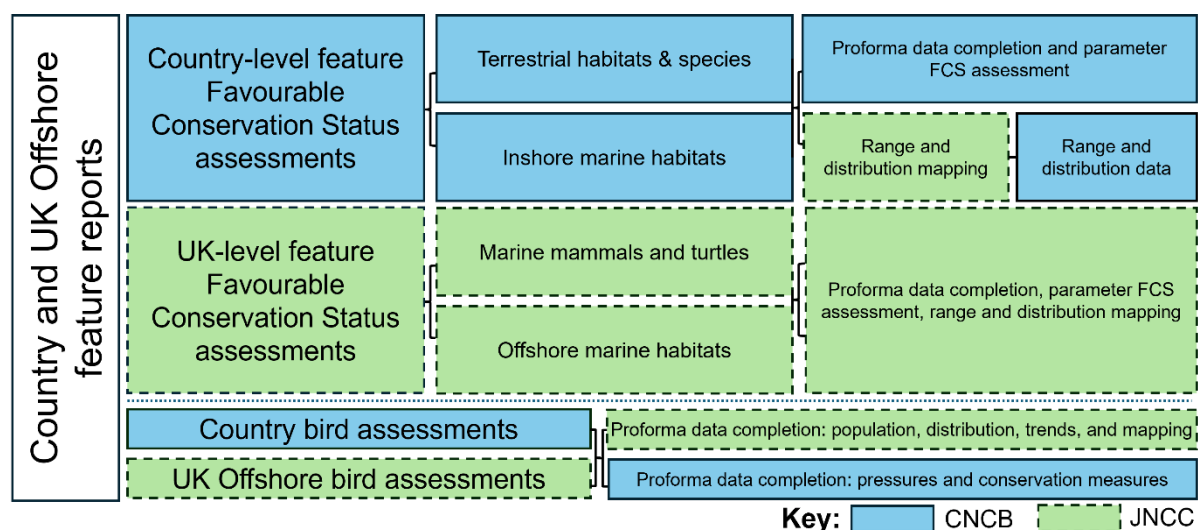 Country and UK Offshore
feature reports
Country-level feature
Favourable
Conservation Status
assessments
Terrestrial habitats & species
Inshore marine habitats
Proforma data completion and parameter
FCS assessment
Range and
distribution mapping
Range and
distribution data
UK-level feature
Favourable
Conservation Status
assessments
Marine mammals and turtles
Offshore marine habitats
Proforma data completion, parameter FCS
assessment, range and distribution mapping
Country bird assessments
UK Offshore bird assessments
Proforma data completion: population, distribution, trends, and mapping
Proforma data completion: pressures and conservation measures
Key: CNCB JNCC